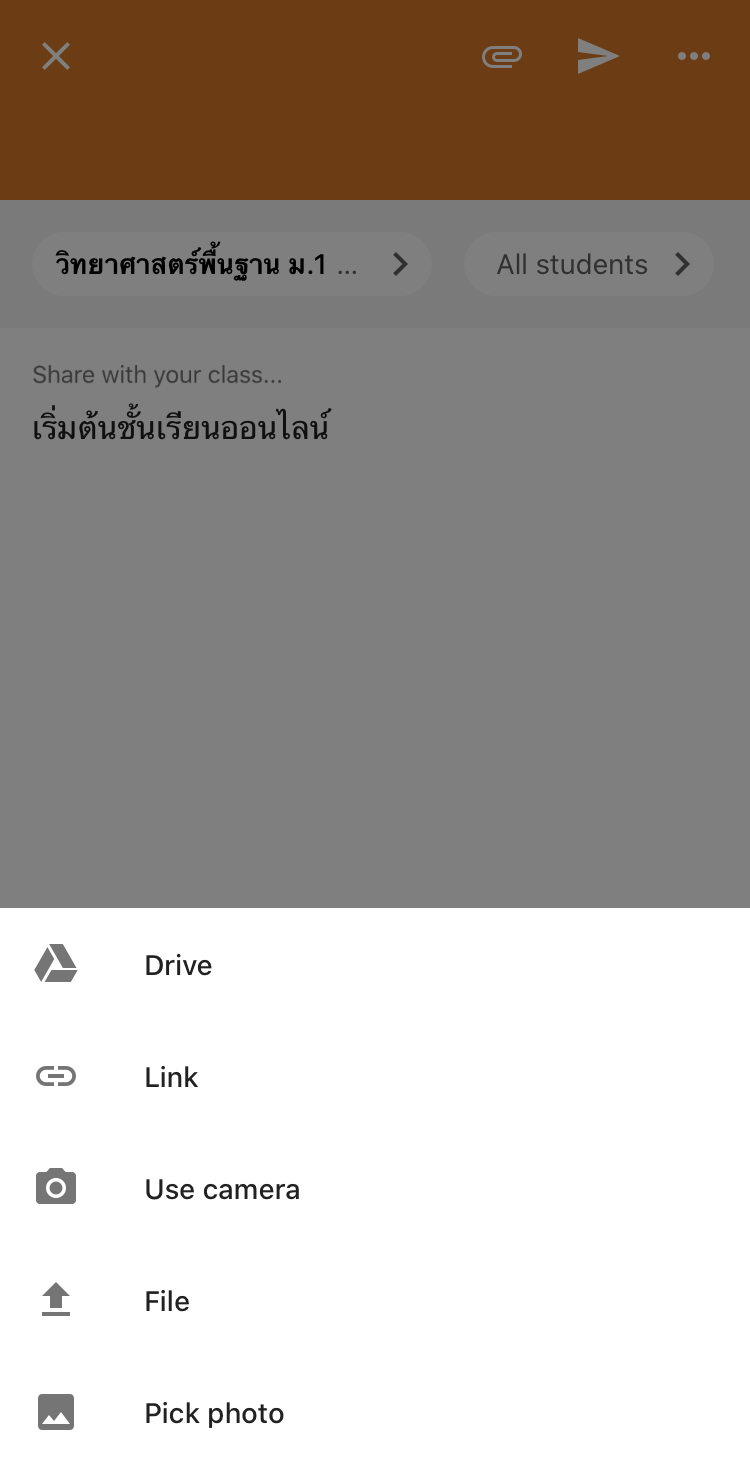 วิทยาศาสตร์พื้นฐาน ม.1 ...
All students
Share with your class...
เริ่มต้นชั้นเรียนออนไลน์
Drive
Link
Use camera
File
Pick photo